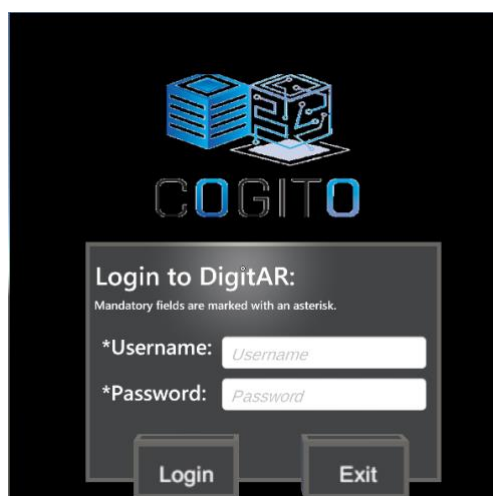 COGITO
Login to DigitAR:
Mandatory fields are marked with an asterisk.
*Username: Username
*Password: Password
Login Exit